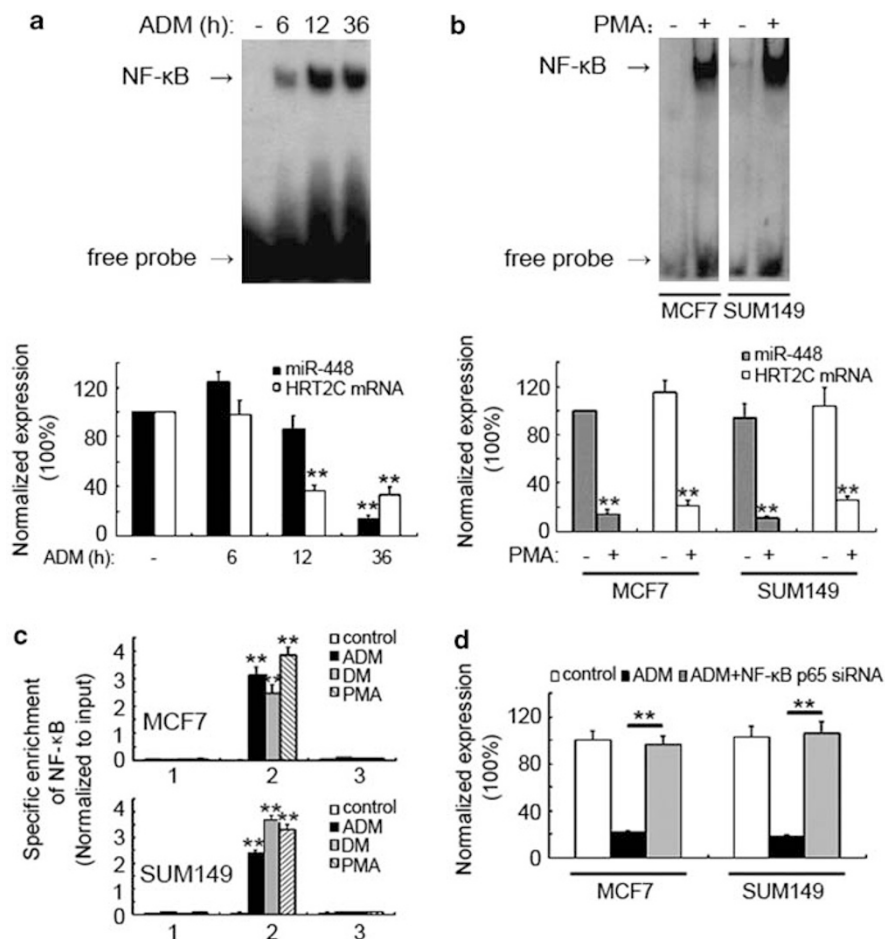 a
ADM (h): - 6 12 36
NF-κB →
free probe →
Normalized expression
(100%)
120
80
40
0
miR-448
HRT2C mRNA
**
**
**
ADM (h): - 6 12 36
b
PMA: - + - +
NF-κB →
free probe →
MCF7 SUM149
Normalized expression
(100%)
120
80
40
0
miR-448
HRT2C mRNA
**
**
**
**
PMA: - + - + - + - +
MCF7 SUM149
c
Specific enrichment
of NF-κB
(Normalized to input)
4
3
2
1
0
MCF7
control
ADM
DM
PMA
**
**
**
1 2 3
4
3
2
1
0
SUM149
control
ADM
DM
PMA
**
**
**
1 2 3
d
control ADM ADM+NF-κB p65 siRNA
Normalized expression
(100%)
120
80
40
0
**
**
MCF7 SUM149